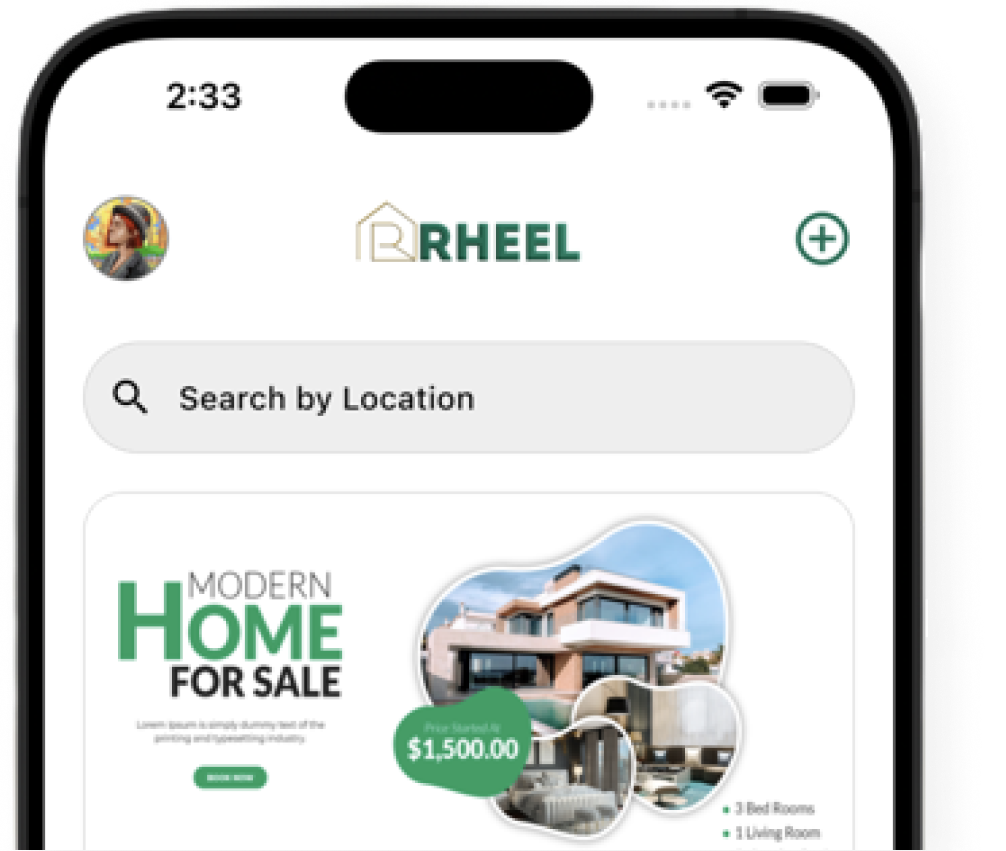 2:33
RHEEL
Search by Location
MODERN
HOME
FOR SALE
Lorem Ipsum is simply dummy text of the
printing and typesetting industry.
BOOK NOW
Price Started At
$1,500.00
3 Bed Rooms
1 Living Room